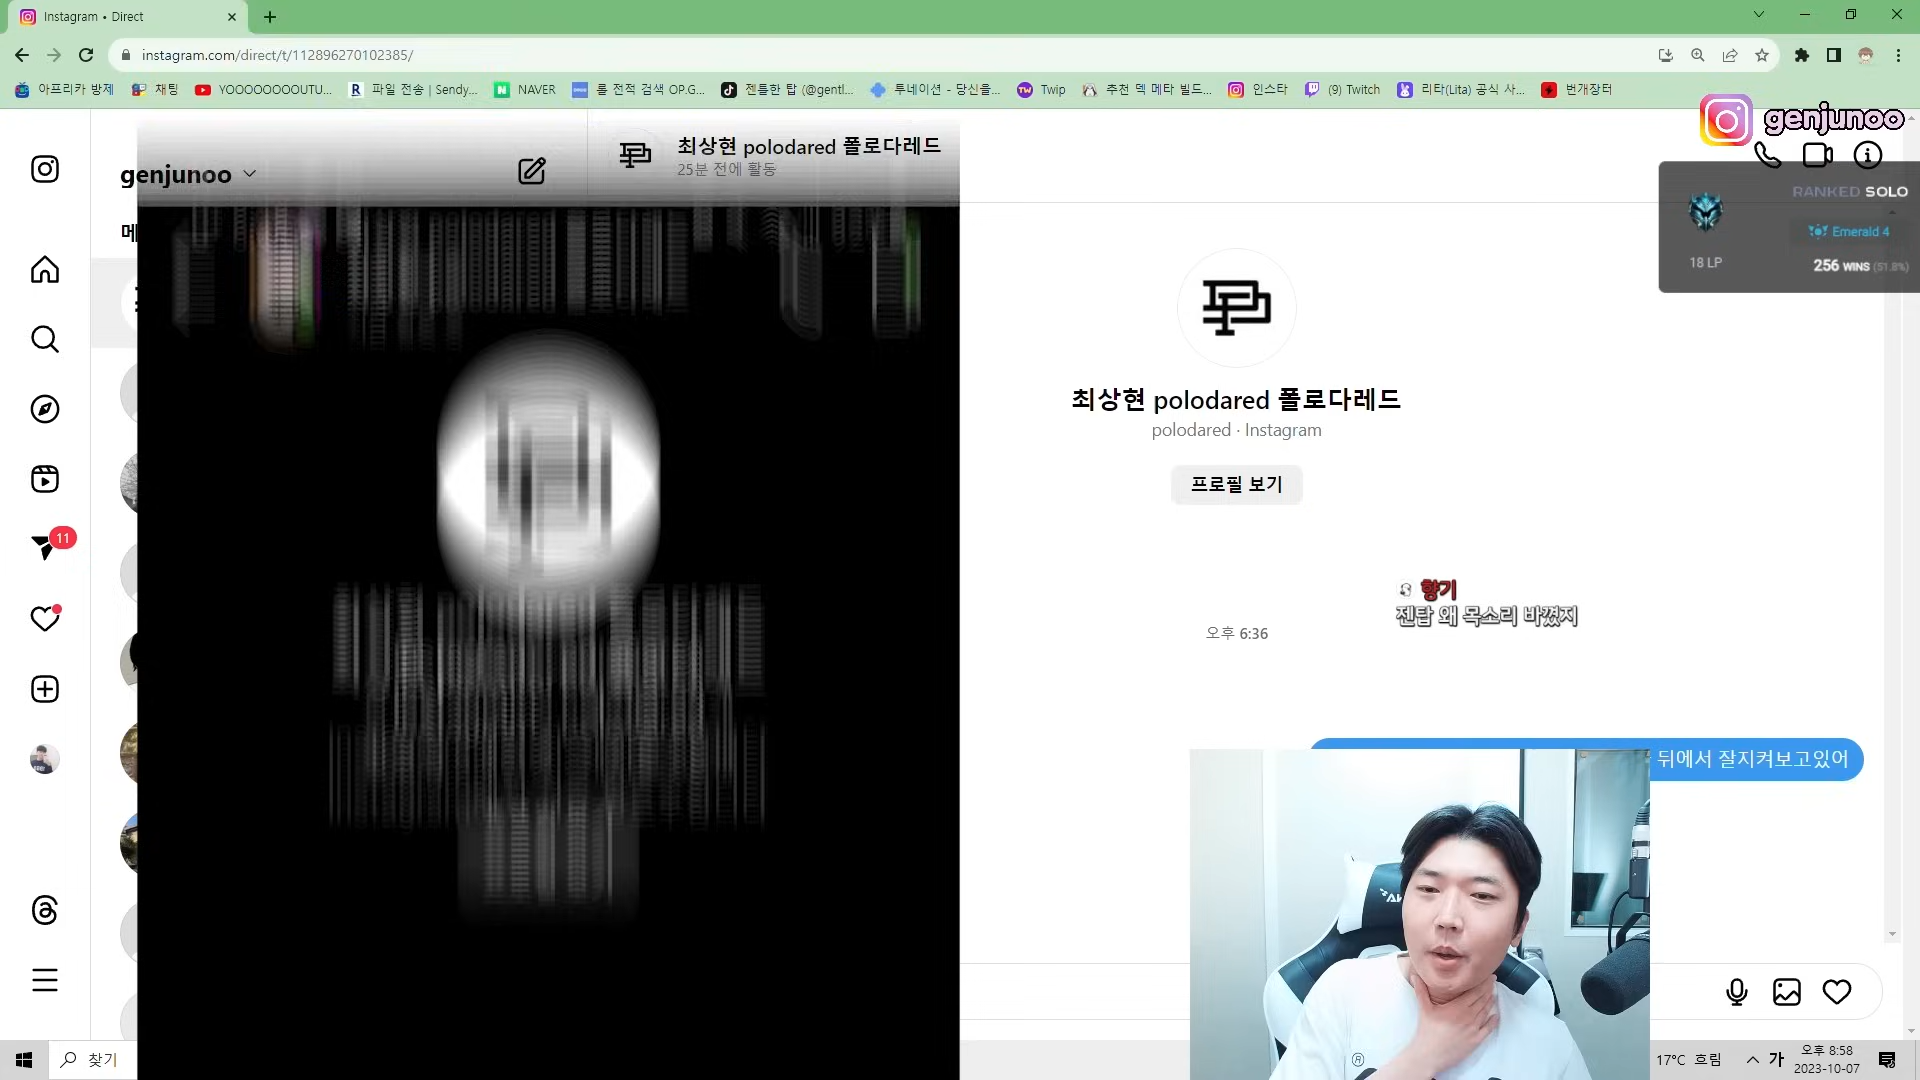 Instagram • Direct
instagram.com/direct/t/112896270102385/
아프리카 방제
채팅
YOOOOOOOOUTU...
파일 전송 | Sendy...
NAVER
롤 전적 검색 OP.G...
젠틀한 탑 (@gentl...
투네이션 - 당신을...
Twip
추천 덱 메타 빌드...
인스타
(9) Twitch
리타(Lita) 공식 사...
번개장터
genjunoo
genjunoo
최상현 polodared 폴로다레드
25분 전에 활동
메
RANKED SOLO
Emerald 4
18 LP
256 WINS (51.8%)
최상현 polodared 폴로다레드
polodared · Instagram
프로필 보기
11
향기
젠탑 왜 목소리 바꼈지
오후 6:36
뒤에서 잘지켜보고있어
찾기
17°C 흐림
가
오후 8:58
2023-10-07